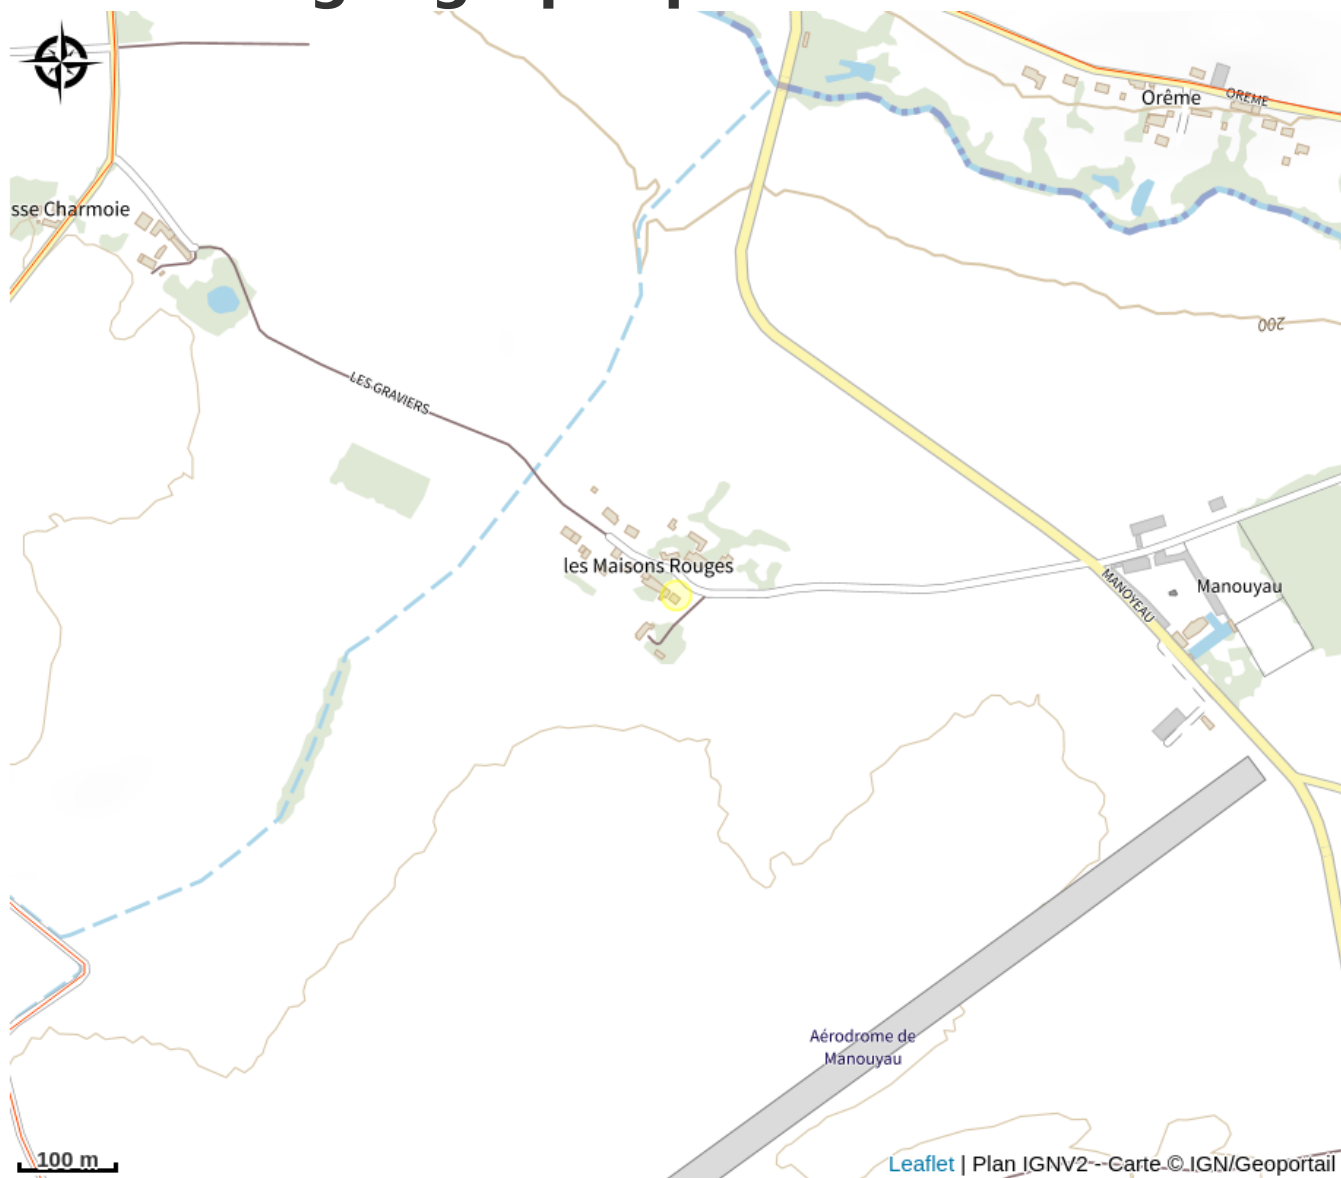 Orême
OREME
sse Charmoie
200
LES GRAVIERS
les Maisons Rouges
MANOYEAU
Manouyau
Aérodrome de
Manouyau
100 m
Leaflet | Plan IGNV2 - Carte © IGN/Geoportail